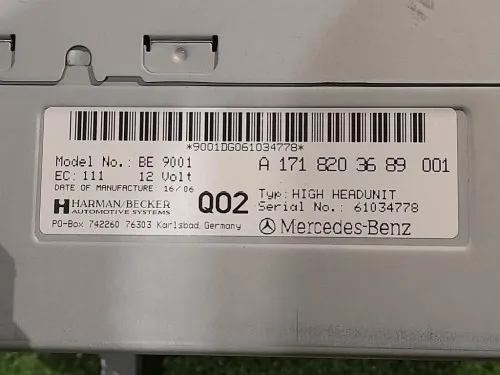 *9001DG061034778*
Model No.: BE 9001
A 171 820 36 89 001
EC: 111 12 Volt
DATE OF MANUFACTURE: 16/06
Typ: HIGH HEADUNIT
HARMAN/BECKER
AUTOMOTIVE SYSTEMS
Q02
Serial No.: 61034778
PO-Box 742260 76303 Karlsbad, Germany
Mercedes-Benz